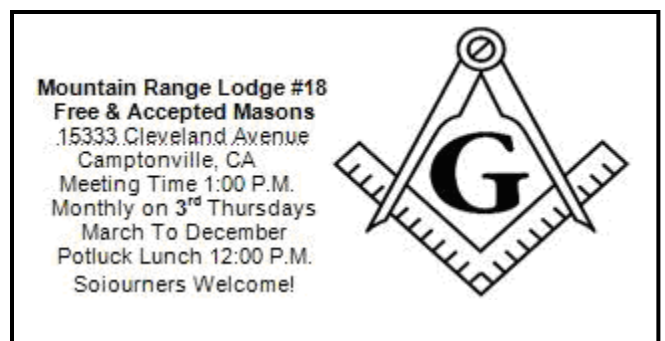 Mountain Range Lodge #18
Free & Accepted Masons
15333 Cleveland Avenue
Camptonville, CA
Meeting Time 1:00 P.M.
Monthly on 3rd Thursdays
March To December
Potluck Lunch 12:00 P.M.
Sojourners Welcome!
G